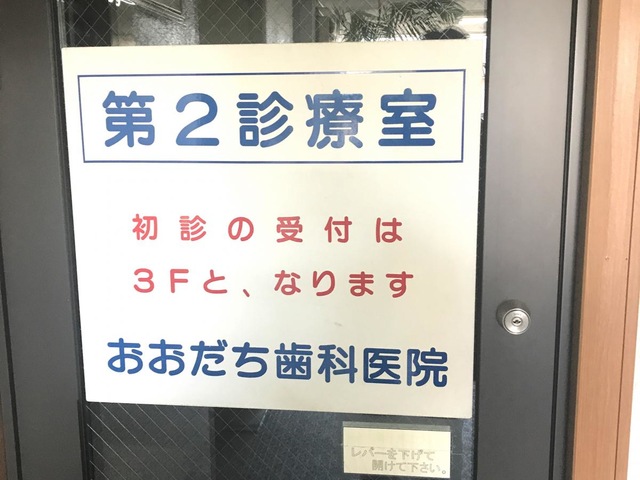 第2診療室
初診の受付は
3Fと、なります
おおだち歯科医院
レバーを下げて
開けて下さい。